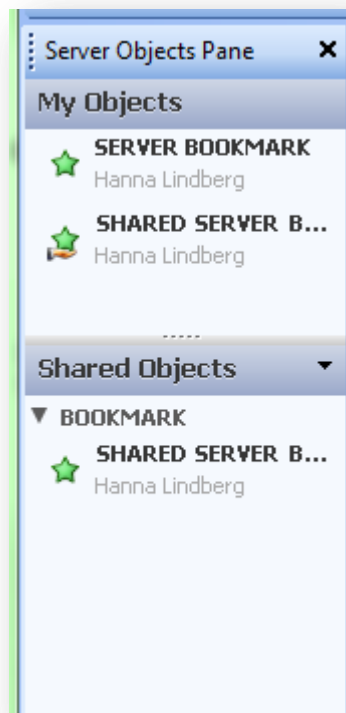 Server Objects Pane
My Objects
SERVER BOOKMARK
Hanna Lindberg
SHARED SERVER B...
Hanna Lindberg
Shared Objects
BOOKMARK
SHARED SERVER B...
Hanna Lindberg